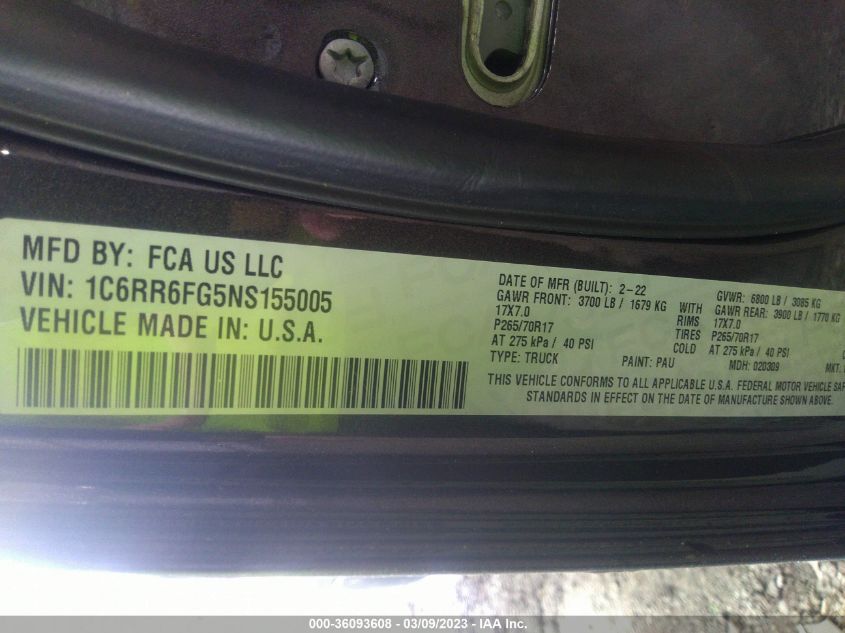 MFD BY: FCA US LLC
VIN: 1C6RR6FG5NS155005
VEHICLE MADE IN: U.S.A.
DATE OF MFR (BUILT): 2-22 GVWR: 6800 LB / 3085 KG
GAWR FRONT: 3700 LB / 1679 KG WITH GAWR REAR: 3900 LB / 1770 KG
17X7.0 RIMS 17X7.0
P265/70R17 TIRES P265/70R17
AT 275 kPa / 40 PSI COLD AT 275 kPa / 40 PSI
TYPE: TRUCK PAINT: PAU MDH: 020309 MKT.
THIS VEHICLE CONFORMS TO ALL APPLICABLE U.S.A. FEDERAL MOTOR VEHICLE SAF
STANDARDS IN EFFECT ON THE DATE OF MANUFACTURE SHOWN ABOVE.
000-36093608 - 03/09/2023 - IAA Inc.